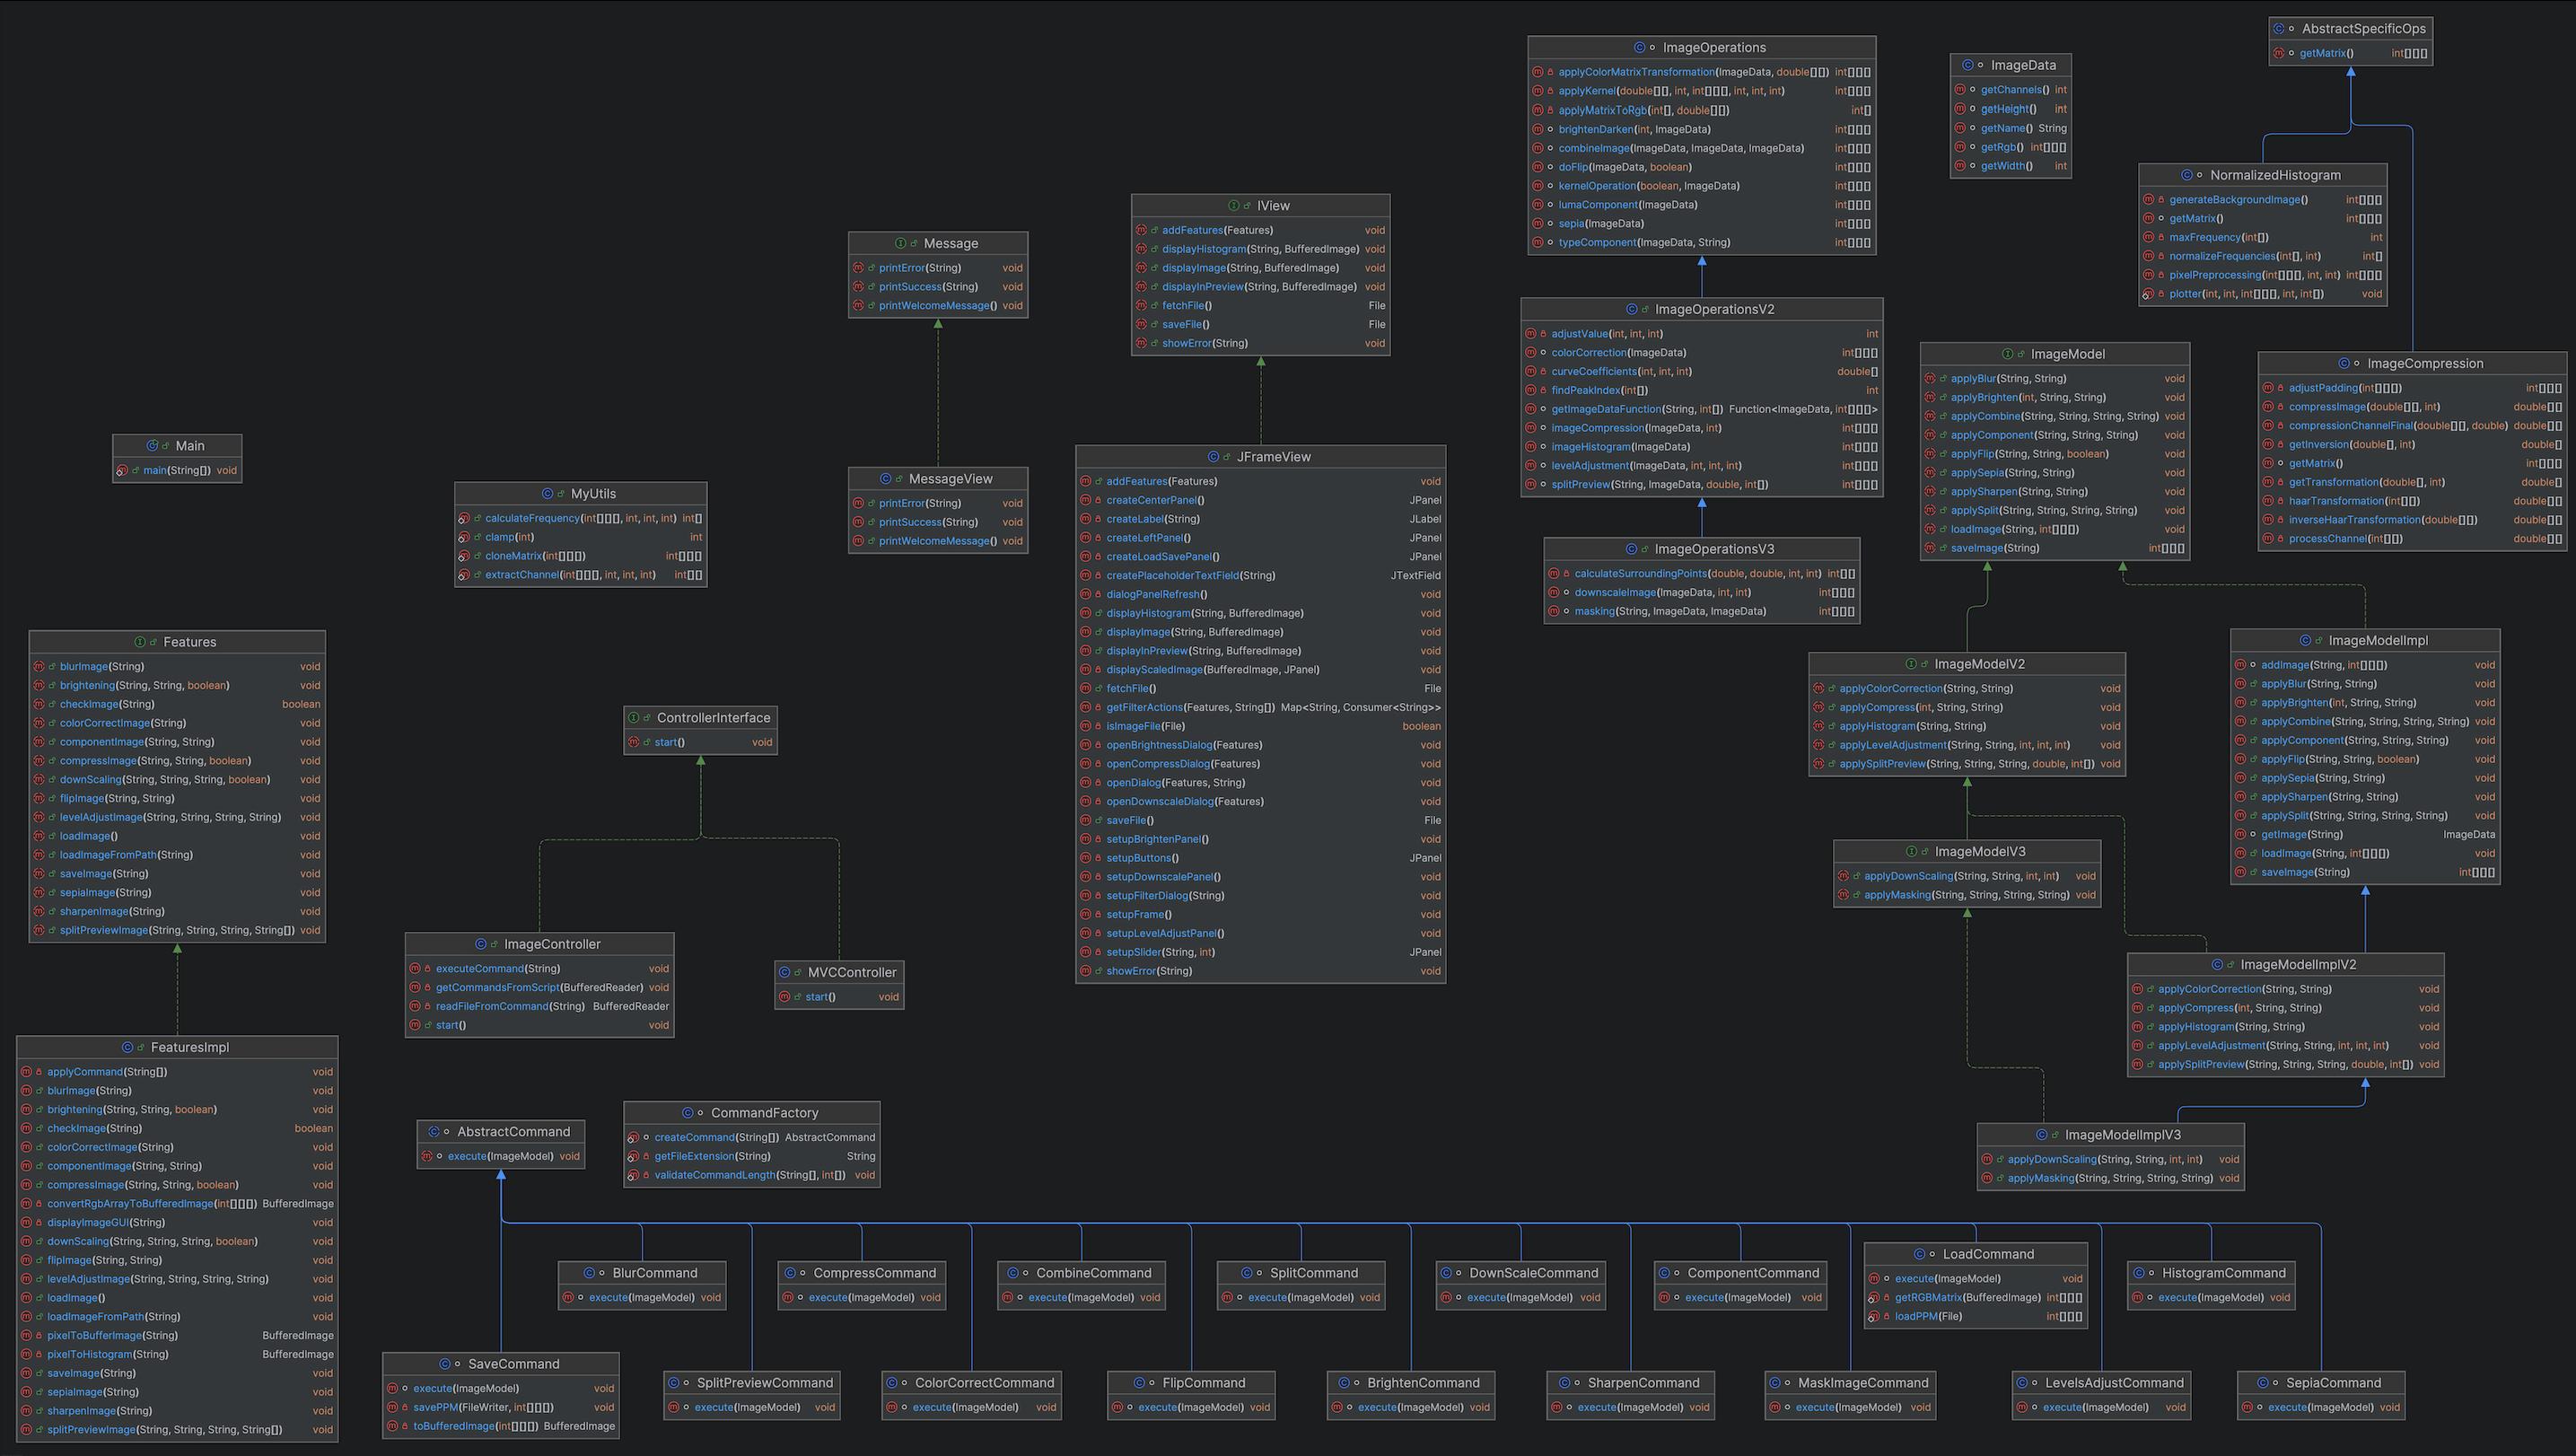 AbstractSpecificOps
getMatrix() int[][][]
ImageOperations
applyColorMatrixTransformation(ImageData, double[][]) int[][][]
applyKernel(double[][], int, int[][][], int, int, int) int[][][]
applyMatrixToRgb(int[], double[][]) int[]
brightenDarken(int, ImageData) int[][][]
combineImage(ImageData, ImageData, ImageData) int[][][]
doFlip(ImageData, boolean) int[][][]
kernelOperation(boolean, ImageData) int[][][]
lumaComponent(ImageData) int[][][]
sepia(ImageData) int[][][]
typeComponent(ImageData, String) int[][][]
ImageData
getChannels() int
getHeight() int
getName() String
getRgb() int[][][]
getWidth() int
NormalizedHistogram
generateBackgroundImage() int[][][]
getMatrix() int[][][]
maxFrequency(int[]) int
normalizeFrequencies(int[], int) int[]
pixelPreprocessing(int[][][], int, int) int[][][]
plotter(int, int, int[][][], int, int[]) void
IView
addFeatures(Features) void
displayHistogram(String, BufferedImage) void
displayImage(String, BufferedImage) void
displayInPreview(String, BufferedImage) void
fetchFile() File
saveFile() File
showError(String) void
Message
printError(String) void
printSuccess(String) void
printWelcomeMessage() void
ImageOperationsV2
adjustValue(int, int, int) int
colorCorrection(ImageData) int[][][]
curveCoefficients(int, int, int) double[]
findPeakIndex(int[]) int
getImageDataFunction(String, int[]) Function<ImageData, int[][][]>
imageCompression(ImageData, int) int[][][]
imageHistogram(ImageData) int[][][]
levelAdjustment(ImageData, int, int, int) int[][][]
splitPreview(String, ImageData, double, int[]) int[][][]
ImageModel
applyBlur(String, String) void
applyBrighten(int, String, String) void
applyCombine(String, String, String, String) void
applyComponent(String, String, String) void
applyFlip(String, String, boolean) void
applySepia(String, String) void
applySharpen(String, String) void
applySplit(String, String, String, String) void
loadImage(String, int[][][]) void
saveImage(String) int[][][]
ImageCompression
adjustPadding(int[][][]) int[][][]
compressImage(double[][], int) double[][]
compressionChannelFinal(double[][], double) double[][]
getInversion(double[], int) double[]
getMatrix() int[][][]
getTransformation(double[], int) double[]
haarTransformation(int[][]) double[][]
inverseHaarTransformation(double[][]) double[][]
processChannel(int[][]) double[][]
Main
main(String[]) void
MyUtils
calculateFrequency(int[][][], int, int, int) int[]
clamp(int) int
cloneMatrix(int[][][]) int[][][]
extractChannel(int[][][], int, int, int) int[][]
MessageView
printError(String) void
printSuccess(String) void
printWelcomeMessage() void
JFrameView
addFeatures(Features) void
createCenterPanel() JPanel
createLabel(String) JLabel
createLeftPanel() JPanel
createLoadSavePanel() JPanel
createPlaceholderTextField(String) JTextField
dialogPanelRefresh() void
displayHistogram(String, BufferedImage) void
displayImage(String, BufferedImage) void
displayInPreview(String, BufferedImage) void
displayScaledImage(BufferedImage, JPanel) void
fetchFile() File
getFilterActions(Features, String[]) Map<String, Consumer<String>>
isImageFile(File) boolean
openBrightnessDialog(Features) void
openCompressDialog(Features) void
openDialog(Features, String) void
openDownscaleDialog(Features) void
saveFile() File
setupBrightenPanel() void
setupButtons() JPanel
setupDownscalePanel() void
setupFilterDialog(String) void
setupFrame() void
setupLevelAdjustPanel() void
setupSlider(String, int) JPanel
showError(String) void
ImageOperationsV3
calculateSurroundingPoints(double, double, int, int) int[][]
downscaleImage(ImageData, int, int) int[][][]
masking(String, ImageData, ImageData) int[][][]
Features
blurImage(String) void
brightening(String, String, boolean) void
checkImage(String) boolean
colorCorrectImage(String) void
componentImage(String, String) void
compressImage(String, String, boolean) void
downScaling(String, String, String, boolean) void
flipImage(String, String) void
levelAdjustImage(String, String, String, String) void
loadImage() void
loadImageFromPath(String) void
saveImage(String) void
sepiaImage(String) void
sharpenImage(String) void
splitPreviewImage(String, String, String, String[]) void
ControllerInterface
start() void
ImageModelV2
applyColorCorrection(String, String) void
applyCompress(int, String, String) void
applyHistogram(String, String) void
applyLevelAdjustment(String, String, int, int, int) void
applySplitPreview(String, String, String, double, int[]) void
ImageModelImpl
addImage(String, int[][][]) void
applyBlur(String, String) void
applyBrighten(int, String, String) void
applyCombine(String, String, String, String) void
applyComponent(String, String, String) void
applyFlip(String, String, boolean) void
applySepia(String, String) void
applySharpen(String, String) void
applySplit(String, String, String, String) void
getImage(String) ImageData
loadImage(String, int[][][]) void
saveImage(String) int[][][]
ImageModelV3
applyDownScaling(String, String, int, int) void
applyMasking(String, String, String, String) void
ImageController
executeCommand(String) void
getCommandsFromScript(BufferedReader) void
readFileFromCommand(String) BufferedReader
start() void
MVCController
start() void
ImageModelImplV2
applyColorCorrection(String, String) void
applyCompress(int, String, String) void
applyHistogram(String, String) void
applyLevelAdjustment(String, String, int, int, int) void
applySplitPreview(String, String, String, double, int[]) void
FeaturesImpl
applyCommand(String[]) void
blurImage(String) void
brightening(String, String, boolean) void
checkImage(String) boolean
colorCorrectImage(String) void
componentImage(String, String) void
compressImage(String, String, boolean) void
convertRgbArrayToBufferedImage(int[][][]) BufferedImage
displayImageGUI(String) void
downScaling(String, String, String, boolean) void
flipImage(String, String) void
levelAdjustImage(String, String, String, String) void
loadImage() void
loadImageFromPath(String) void
pixelToBufferImage(String) BufferedImage
pixelToHistogram(String) BufferedImage
saveImage(String) void
sepiaImage(String) void
sharpenImage(String) void
splitPreviewImage(String, String, String, String[]) void
AbstractCommand
execute(ImageModel) void
CommandFactory
createCommand(String[]) AbstractCommand
getFileExtension(String) String
validateCommandLength(String[], int[]) void
ImageModelImplV3
applyDownScaling(String, String, int, int) void
applyMasking(String, String, String, String) void
BlurCommand
execute(ImageModel) void
CompressCommand
execute(ImageModel) void
CombineCommand
execute(ImageModel) void
SplitCommand
execute(ImageModel) void
DownScaleCommand
execute(ImageModel) void
ComponentCommand
execute(ImageModel) void
LoadCommand
execute(ImageModel) void
getRGBMatrix(BufferedImage) int[][][]
loadPPM(File) int[][][]
HistogramCommand
execute(ImageModel) void
SaveCommand
execute(ImageModel) void
savePPM(FileWriter, int[][][]) void
toBufferedImage(int[][][]) BufferedImage
SplitPreviewCommand
execute(ImageModel) void
ColorCorrectCommand
execute(ImageModel) void
FlipCommand
execute(ImageModel) void
BrightenCommand
execute(ImageModel) void
SharpenCommand
execute(ImageModel) void
MaskImageCommand
execute(ImageModel) void
LevelsAdjustCommand
execute(ImageModel) void
SepiaCommand
execute(ImageModel) void